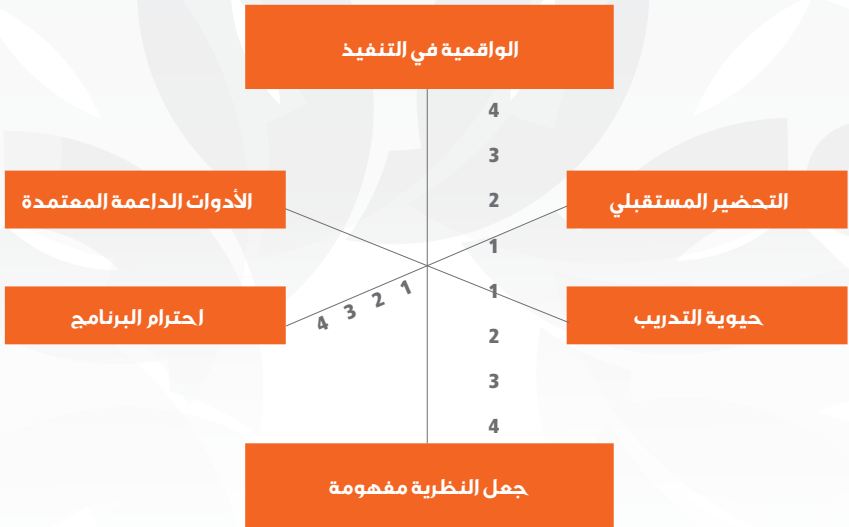 الواقعية في التنفيذ
4
3
2
1
التحضير المستقبلي
الأدوات الداعمة المعتمدة
1
2
3
4
حيوية التدريب
احترام البرنامج
1
2
3
4
جعل النظرية مفهومة